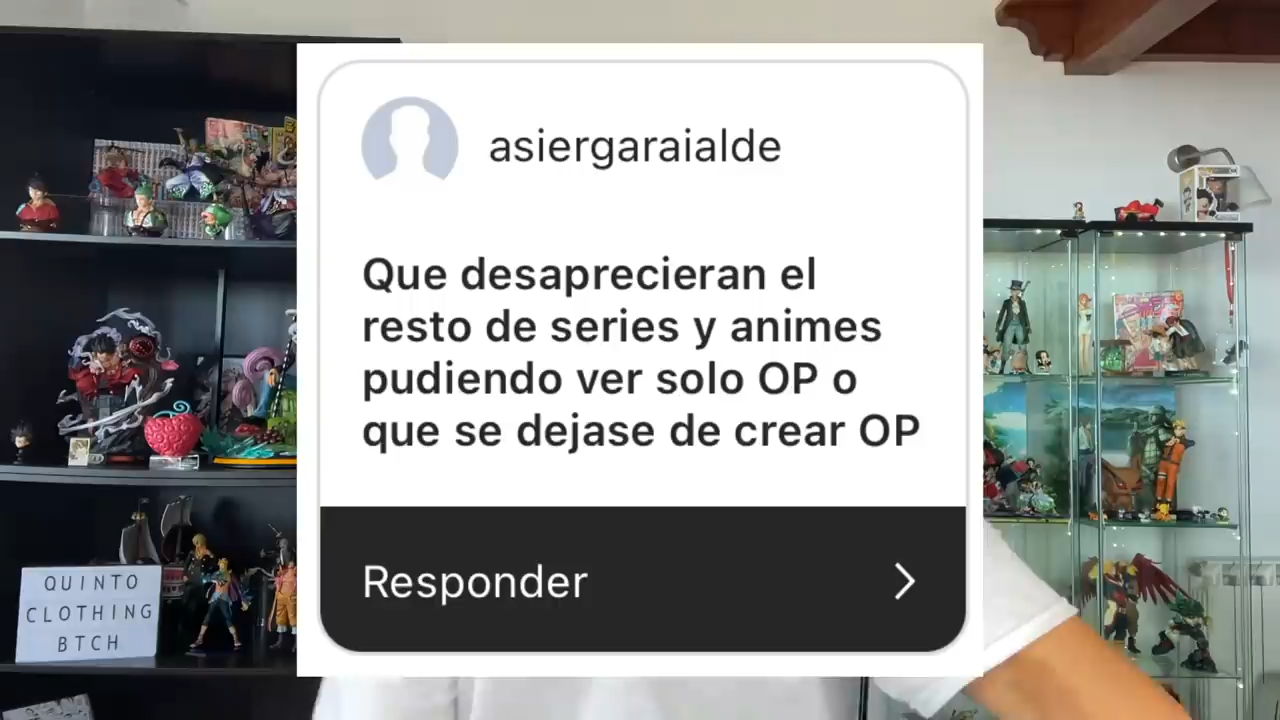 asiergaraialde
Que desaprecieran el
resto de series y animes
pudiendo ver solo OP o
que se dejase de crear OP
Responder
QUINTO
CLOTHING
BTCH